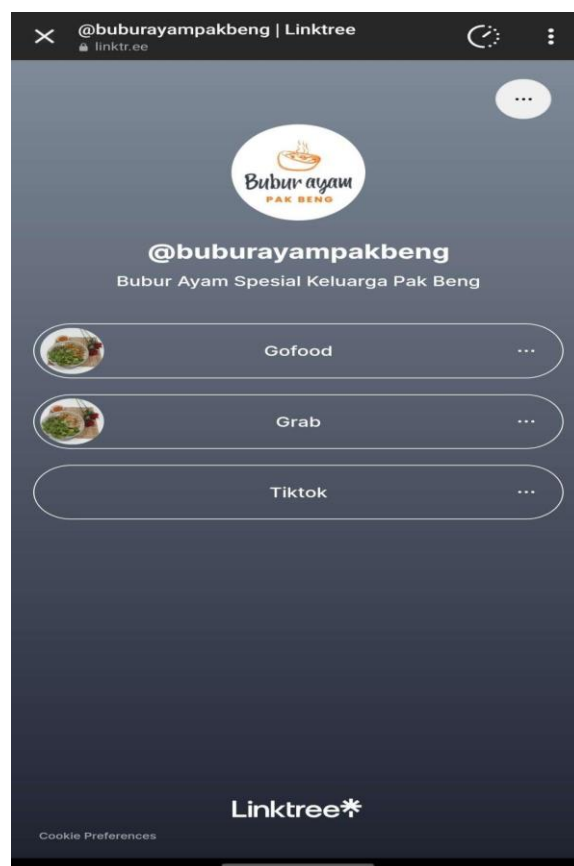 @buburayampakbeng | Linktree
linktr.ee
Bubur ayam
PAK BENG
@buburayampakbeng
Bubur Ayam Spesial Keluarga Pak Beng
Gofood
Grab
Tiktok
Linktree
Cookie Preferences